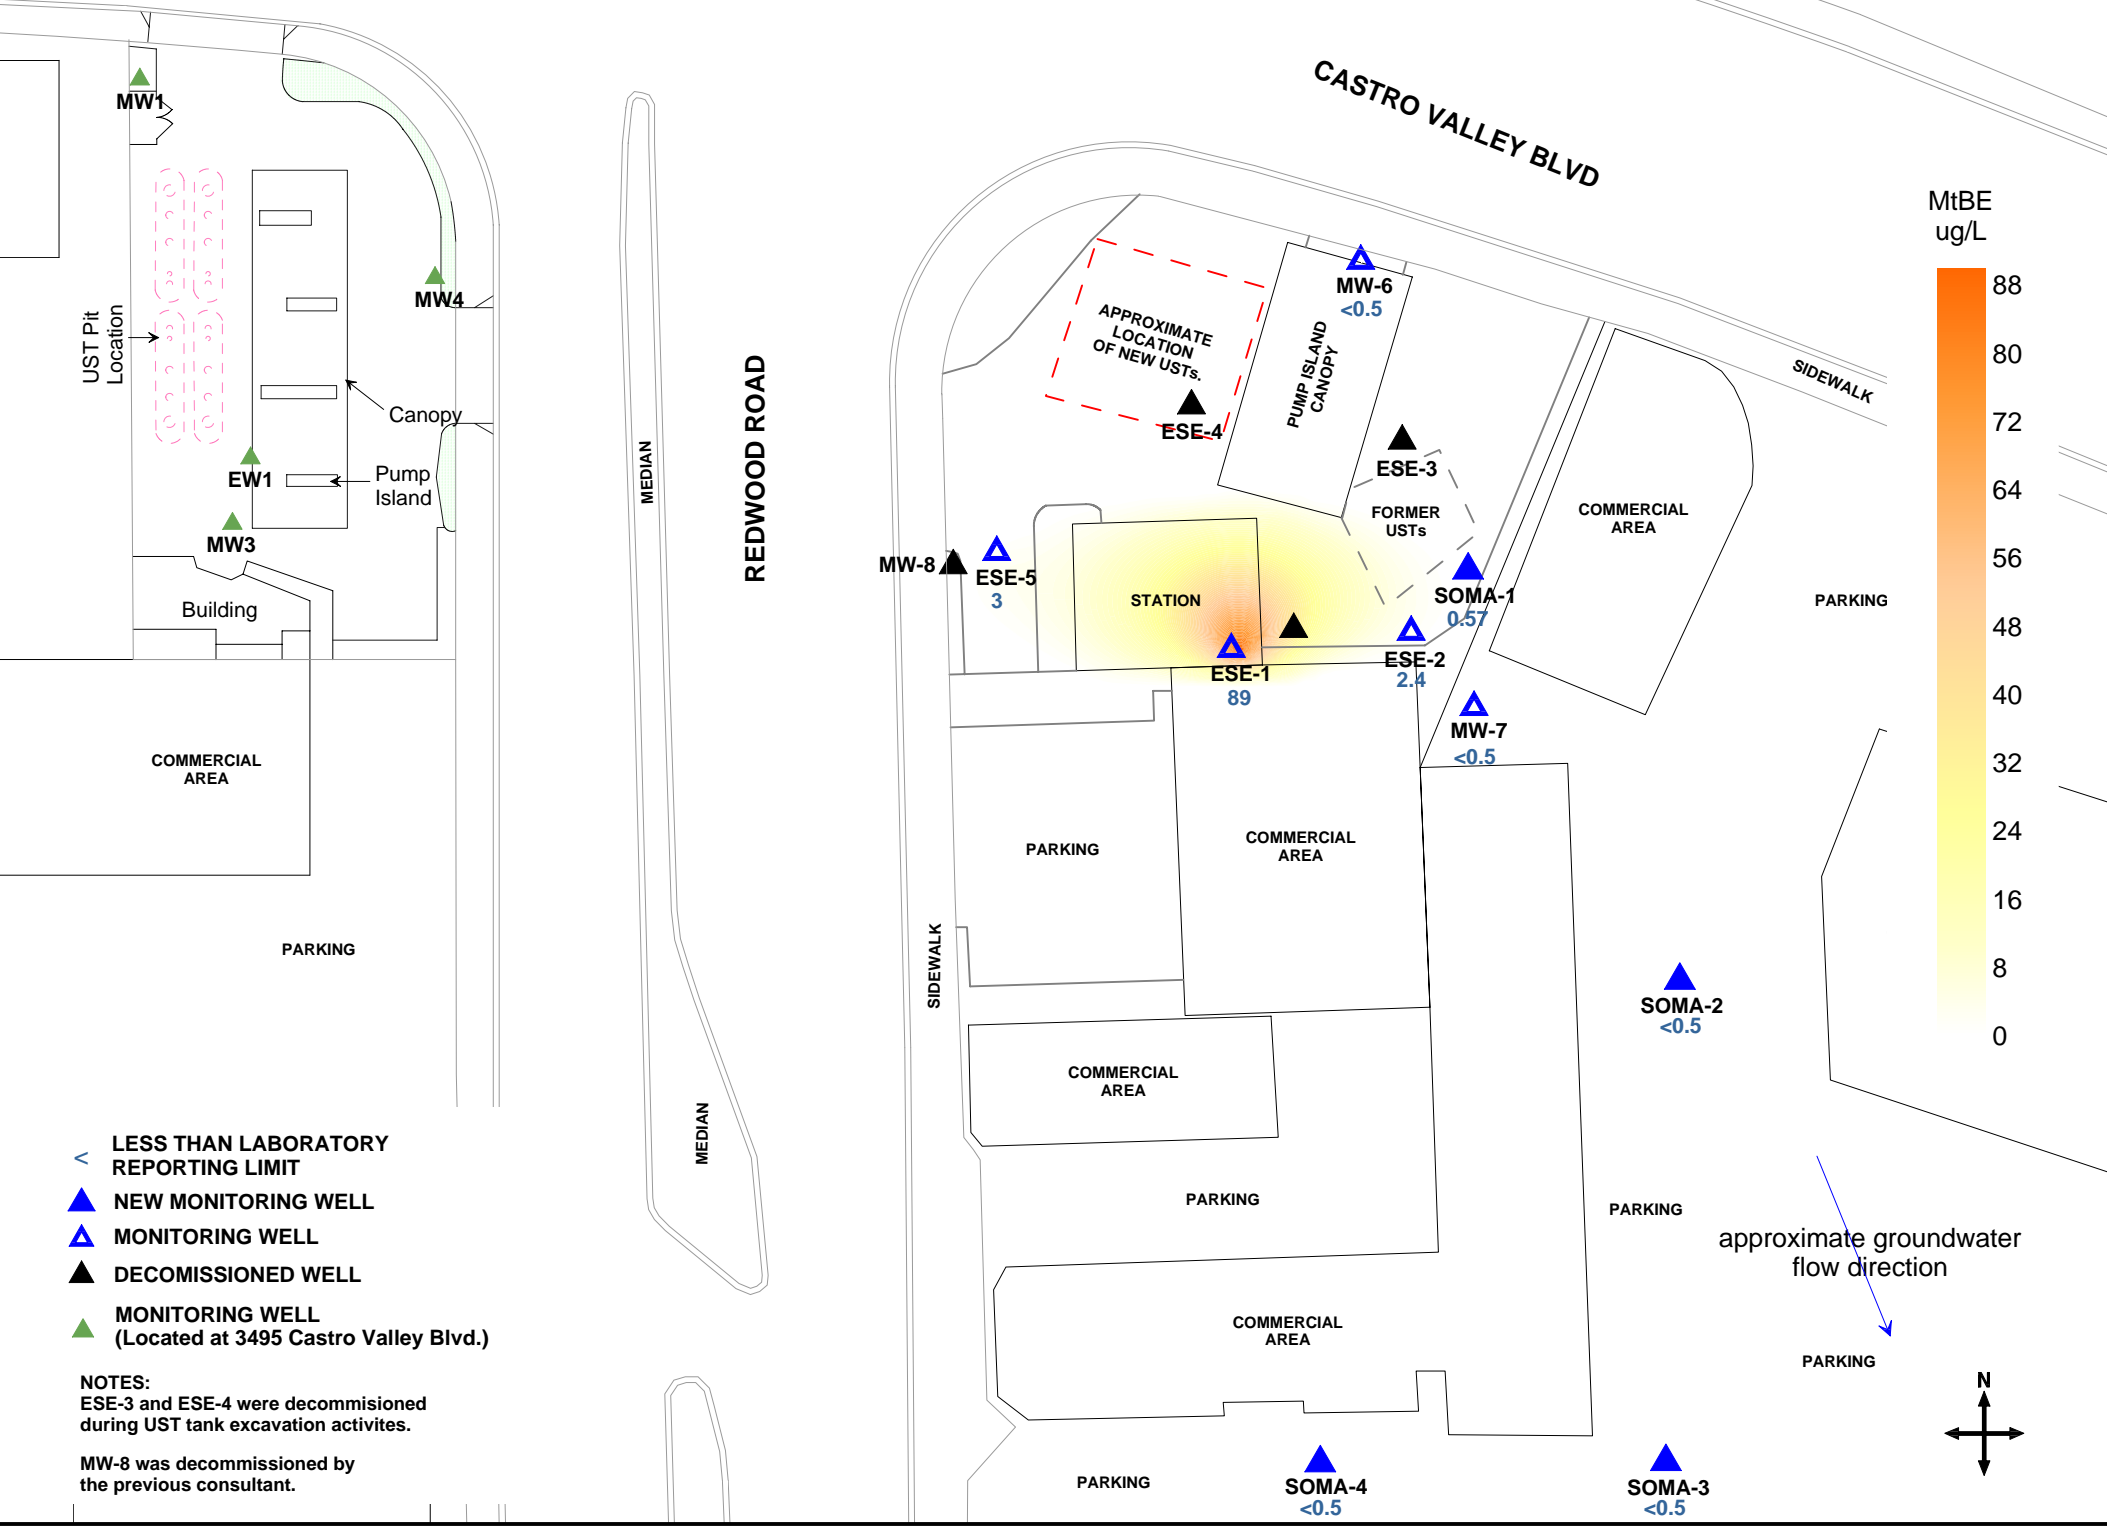 CASTRO VALLEY BLVD
MW1
MtBE
ug/L
MW-6
<0.5
88
MW4
UST Pit
Location
APPROXIMATE
LOCATION
OF NEW USTs.
PUMP ISLAND
CANOPY
80
SIDEWALK
Canopy
REDWOOD ROAD
MEDIAN
ESE-4
72
EW1
Pump
Island
ESE-3
64
FORMER
USTs
COMMERCIAL
AREA
MW3
MW-8
ESE-5
3
56
Building
STATION
SOMA-1
0.57
PARKING
48
ESE-1
89
ESE-2
2.4
40
MW-7
<0.5
COMMERCIAL
AREA
32
PARKING
COMMERCIAL
AREA
24
16
PARKING
SIDEWALK
8
SOMA-2
<0.5
0
COMMERCIAL
AREA
MEDIAN
< LESS THAN LABORATORY
REPORTING LIMIT
NEW MONITORING WELL
MONITORING WELL
DECOMISSIONED WELL
MONITORING WELL
(Located at 3495 Castro Valley Blvd.)
PARKING
PARKING
approximate groundwater
flow direction
COMMERCIAL
AREA
PARKING
N
NOTES:
ESE-3 and ESE-4 were decommisioned
during UST tank excavation activites.
MW-8 was decommissioned by
the previous consultant.
PARKING
SOMA-4
<0.5
SOMA-3
<0.5